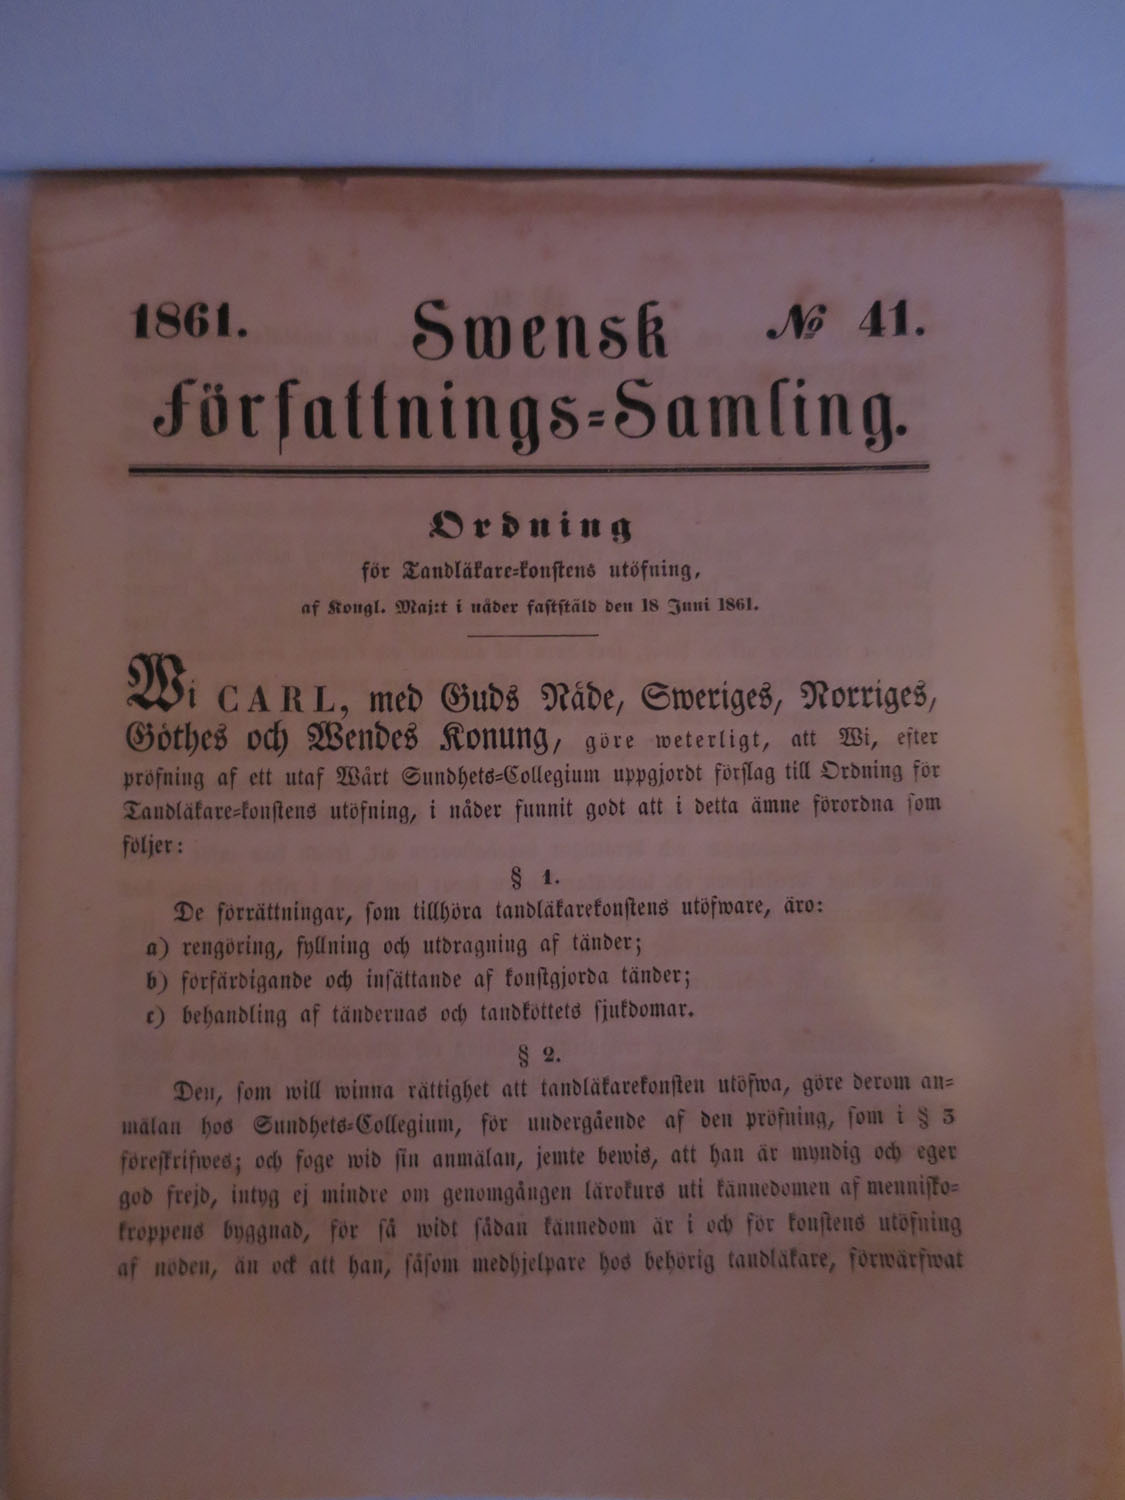 1861. Swensk № 41.
Författnings=Samling.
Ordning
för Tandläkare=konstens utöfning,
af Kongl. Maj:t i nåder fastställd den 18 Juni 1861.
Wi CARL, med Guds Nåde, Sweriges, Norriges,
Göthes och Wendes Konung, göre weterligt, att Wi, efter
pröfning af ett utaf Wårt Sundhets=Collegium uppgjordt förslag till Ordning för
Tandläkare=konstens utöfning, i nåder funnit godt att i detta ämne förordna som
följer:
§ 1.
De förrättningar, som tillhöra tandläkarekonstens utöfware, äro:
a) rengöring, fyllning och utdragning af tänder;
b) förfärdigande och insättande af konstgjorda tänder;
c) behandling af tändernas och tandköttets sjukdomar.
§ 2.
Den, som will winna rättighet att tandläkarekonsten utöfwa, göre derom an=
mälan hos Sundhets=Collegium, för undergående af den pröfning, som i § 3
föreskrifwes; och foge wid sin anmälan, jemte bewis, att han är myndig och eger
god frejd, intyg ej mindre om genomgången lärokurs uti kännedomen af mennisko=
kroppens byggnad, för så widt sådan kännedom är i och för konstens utöfning
af nöden, än ock att han, såsom medhjelpare hos behörig tandläkare, förwärfwat